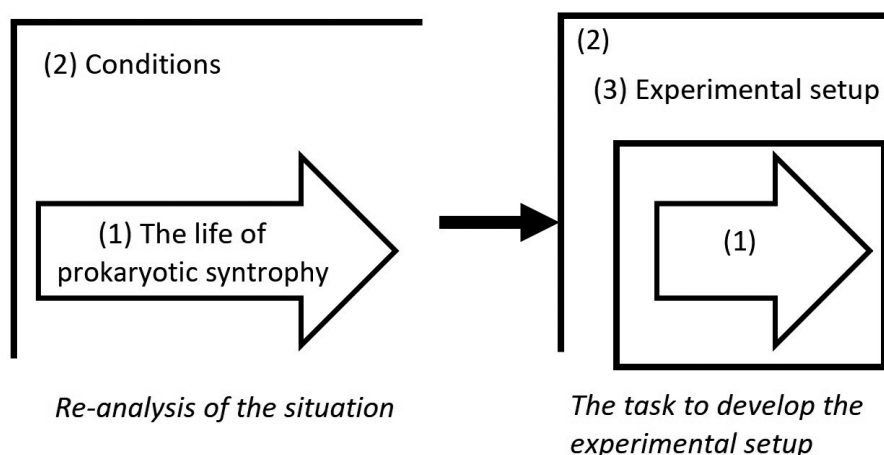 (2) Conditions
(1) The life of
prokaryotic syntrophy
Re-analysis of the situation
(2)
(3) Experimental setup
(1)
The task to develop the
experimental setup